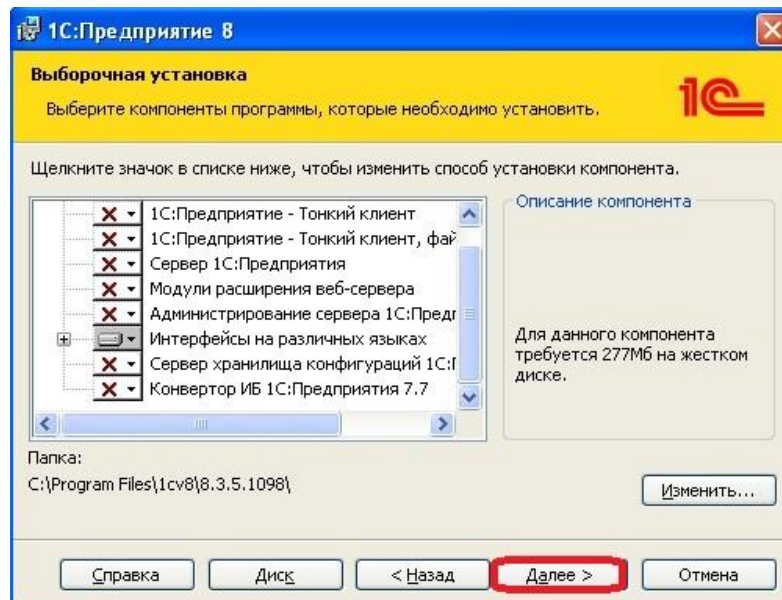 1С:Предприятие 8
Выборочная установка
Выберите компоненты программы, которые необходимо установить.
1С
Щелкните значок в списке ниже, чтобы изменить способ установки компонента.
1С:Предприятие - Тонкий клиент
1С:Предприятие - Тонкий клиент, фай
Сервер 1С:Предприятия
Модули расширения веб-сервера
Администрирование сервера 1С:Предп
Интерфейсы на различных языках
Сервер хранилища конфигураций 1С:П
Конвертор ИБ 1С:Предприятия 7.7
Описание компонента
Для данного компонента
требуется 277Мб на жестком
диске.
Папка:
C:\Program Files\1cv8\8.3.5.1098\
Изменить...
Справка
Диск
< Назад
Далее >
Отмена